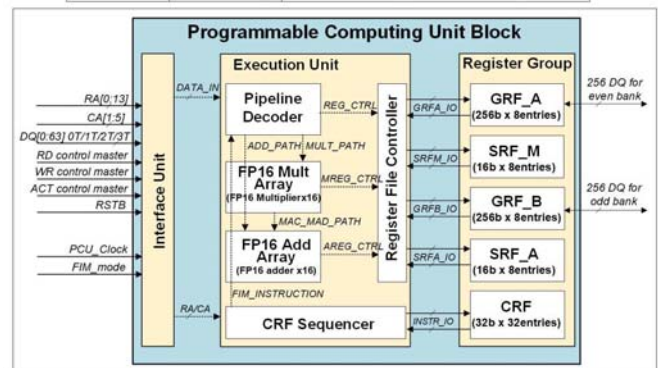 Programmable Computing Unit Block
Interface Unit
Execution Unit
Register Group
RA[0:13]
CA[1:5]
DQ[0:63] 0T/1T/2T/3T
RD control master
WR control master
ACT control master
RSTB
PCU_Clock
FIM_mode
DATA_IN
RA/CA
Pipeline
Decoder
REG_CTRL
ADD_PATH
MULT_PATH
FP16 Mult
Array
(FP16 Multiplierx16)
MREG_CTRL
MAC_MAD_PATH
FP16 Add
Array
(FP16 adder x16)
AREG_CTRL
FIM_INSTRUCTION
CRF Sequencer
Register File Controller
GRFA_IO
SRFM_IO
GRFB_IO
SRFA_IO
INSTR_IO
GRF_A
(256b x 8entries)
SRF_M
(16b x 8entries)
GRF_B
(256b x 8entries)
SRF_A
(16b x 8entries)
CRF
(32b x 32entries)
256 DQ for
even bank
256 DQ for
odd bank